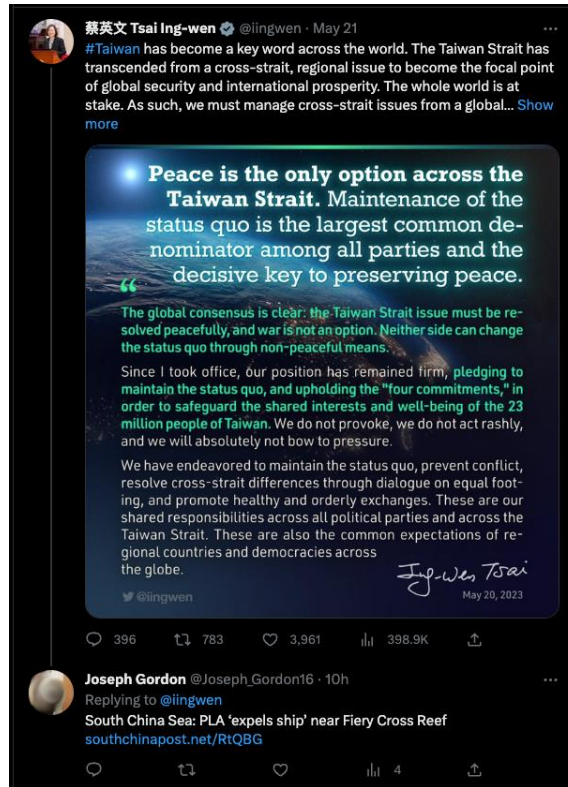 蔡英文 Tsai Ing-wen @iingwen · May 21
#Taiwan has become a key word across the world. The Taiwan Strait has
transcended from a cross-strait, regional issue to become the focal point
of global security and international prosperity. The whole world is at
stake. As such, we must manage cross-strait issues from a global... Show
more
Peace is the only option across the
Taiwan Strait. Maintenance of the
status quo is the largest common de-
nominator among all parties and the
decisive key to preserving peace.
“
The global consensus is clear: the Taiwan Strait issue must be re-
solved peacefully, and war is not an option. Neither side can change
the status quo through non-peaceful means.
Since I took office, our position has remained firm, pledging to
maintain the status quo, and upholding the "four commitments," in
order to safeguard the shared interests and well-being of the 23
million people of Taiwan. We do not provoke, we do not act rashly,
and we will absolutely not bow to pressure.
We have endeavored to maintain the status quo, prevent conflict,
resolve cross-strait differences through dialogue on equal foot-
ing, and promote healthy and orderly exchanges. These are our
shared responsibilities across all political parties and across the
Taiwan Strait. These are also the common expectations of re-
gional countries and democracies across
the globe.
Ing-wen Tsai
@iingwen
May 20, 2023
396 783 3,961 398.9K
Joseph Gordon @Joseph_Gordon16 · 10h
Replying to @iingwen
South China Sea: PLA ‘expels ship’ near Fiery Cross Reef
southchinapost.net/RtQBG
4